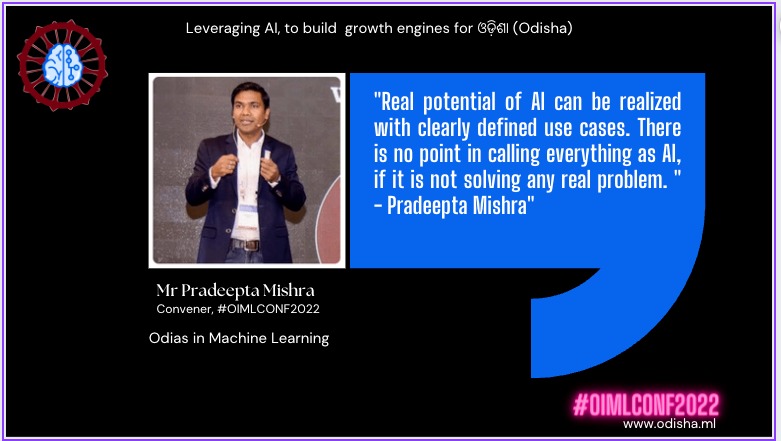 Leveraging AI, to build growth engines for ଓଡ଼ିଶା (Odisha)
"Real potential of AI can be realized
with clearly defined use cases. There
is no point in calling everything as AI,
if it is not solving any real problem. "
- Pradeepta Mishra"
Mr Pradeepta Mishra
Convener, #OIMLCONF2022
Odias in Machine Learning
#OIMLCONF2022
www.odisha.ml